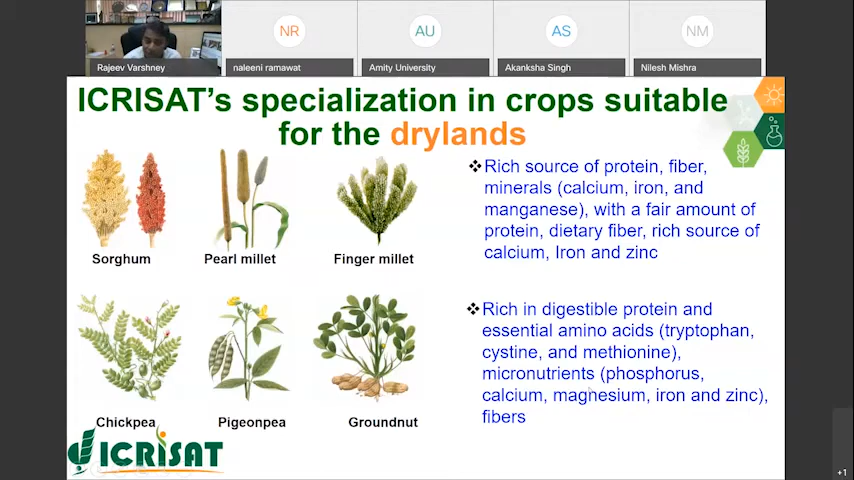 NR
AU
AS
NM
Rajeev Varshney
naleeni ramawat
Amity University
Akanksha Singh
Nilesh Mishra
ICRISAT's specialization in crops suitable
for the drylands
Sorghum
Pearl millet
Finger millet
❖Rich source of protein, fiber,
minerals (calcium, iron, and
manganese), with a fair amount of
protein, dietary fiber, rich source of
calcium, Iron and zinc
Chickpea
Pigeonpea
Groundnut
❖Rich in digestible protein and
essential amino acids (tryptophan,
cystine, and methionine),
micronutrients (phosphorus,
calcium, magnesium, iron and zinc),
fibers
ICRISAT
+1